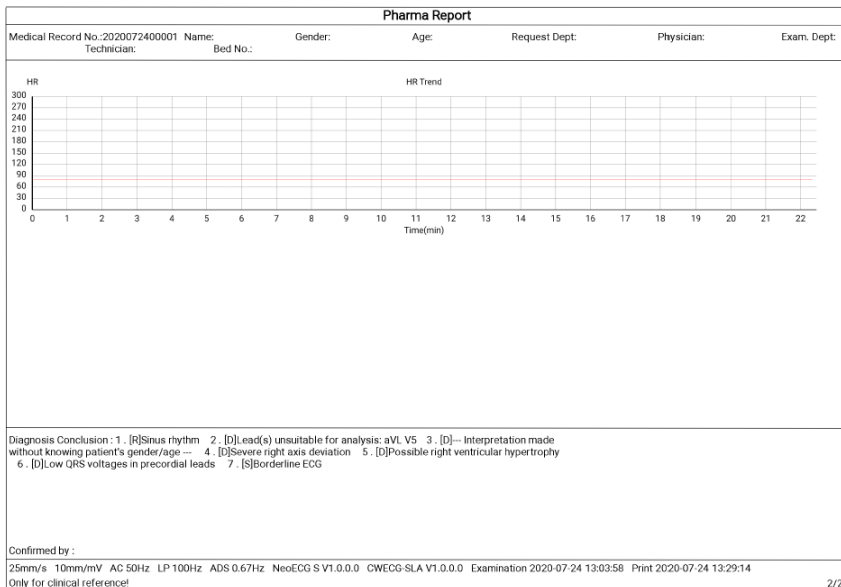 Pharma Report
Medical Record No.:2020072400001 Name: Gender: Age: Request Dept: Physician: Exam. Dept:
Technician: Bed No.:
HR
HR Trend
300
270
240
210
180
150
120
90
60
30
0
0 1 2 3 4 5 6 7 8 9 10 11 12 13 14 15 16 17 18 19 20 21 22
Time(min)
Diagnosis Conclusion : 1 . [R]Sinus rhythm 2 . [D]Lead(s) unsuitable for analysis: aVL V5 3 . [D]--- Interpretation made
without knowing patient's gender/age --- 4 . [D]Severe right axis deviation 5 . [D]Possible right ventricular hypertrophy
6 . [D]Low QRS voltages in precordial leads 7 . [S]Borderline ECG
Confirmed by :
25mm/s 10mm/mV AC 50Hz LP 100Hz ADS 0.67Hz NeoECG S V1.0.0.0 CWECG-SLA V1.0.0.0 Examination 2020-07-24 13:03:58 Print 2020-07-24 13:29:14
Only for clinical reference! 2/2